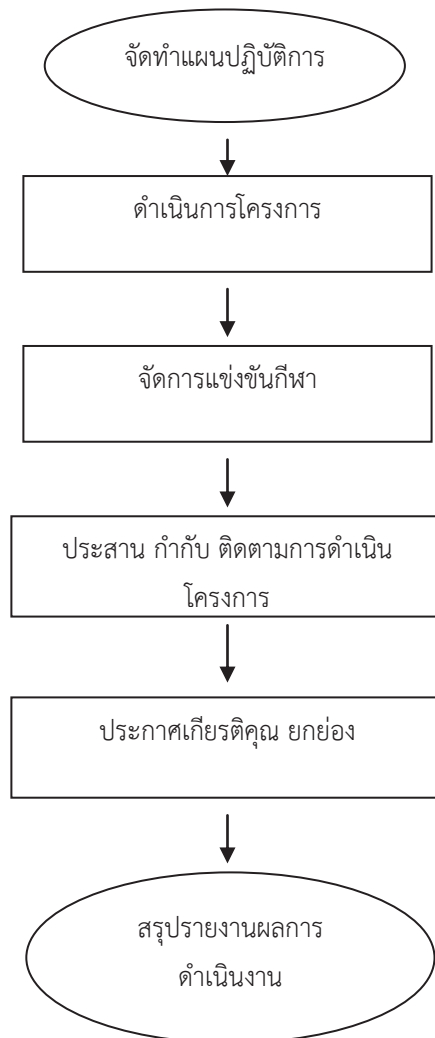 จัดทำแผนปฏิบัติการ
ดำเนินการโครงการ
จัดการแข่งขันกีฬา
ประสาน กำกับ ติดตามการดำเนิน
โครงการ
ประกาศเกียรติคุณ ยกย่อง
สรุปรายงานผลการ
ดำเนินงาน